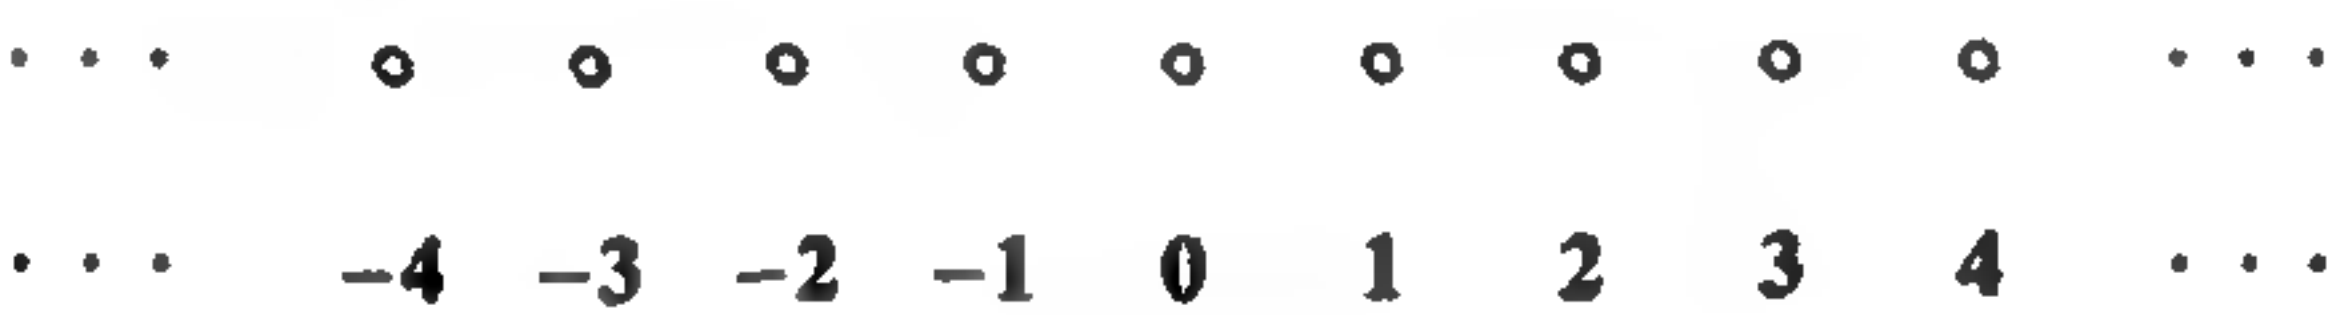 . . . o o o o o o o o o . . .
. . . −4 −3 −2 −1 0 1 2 3 4 . . .